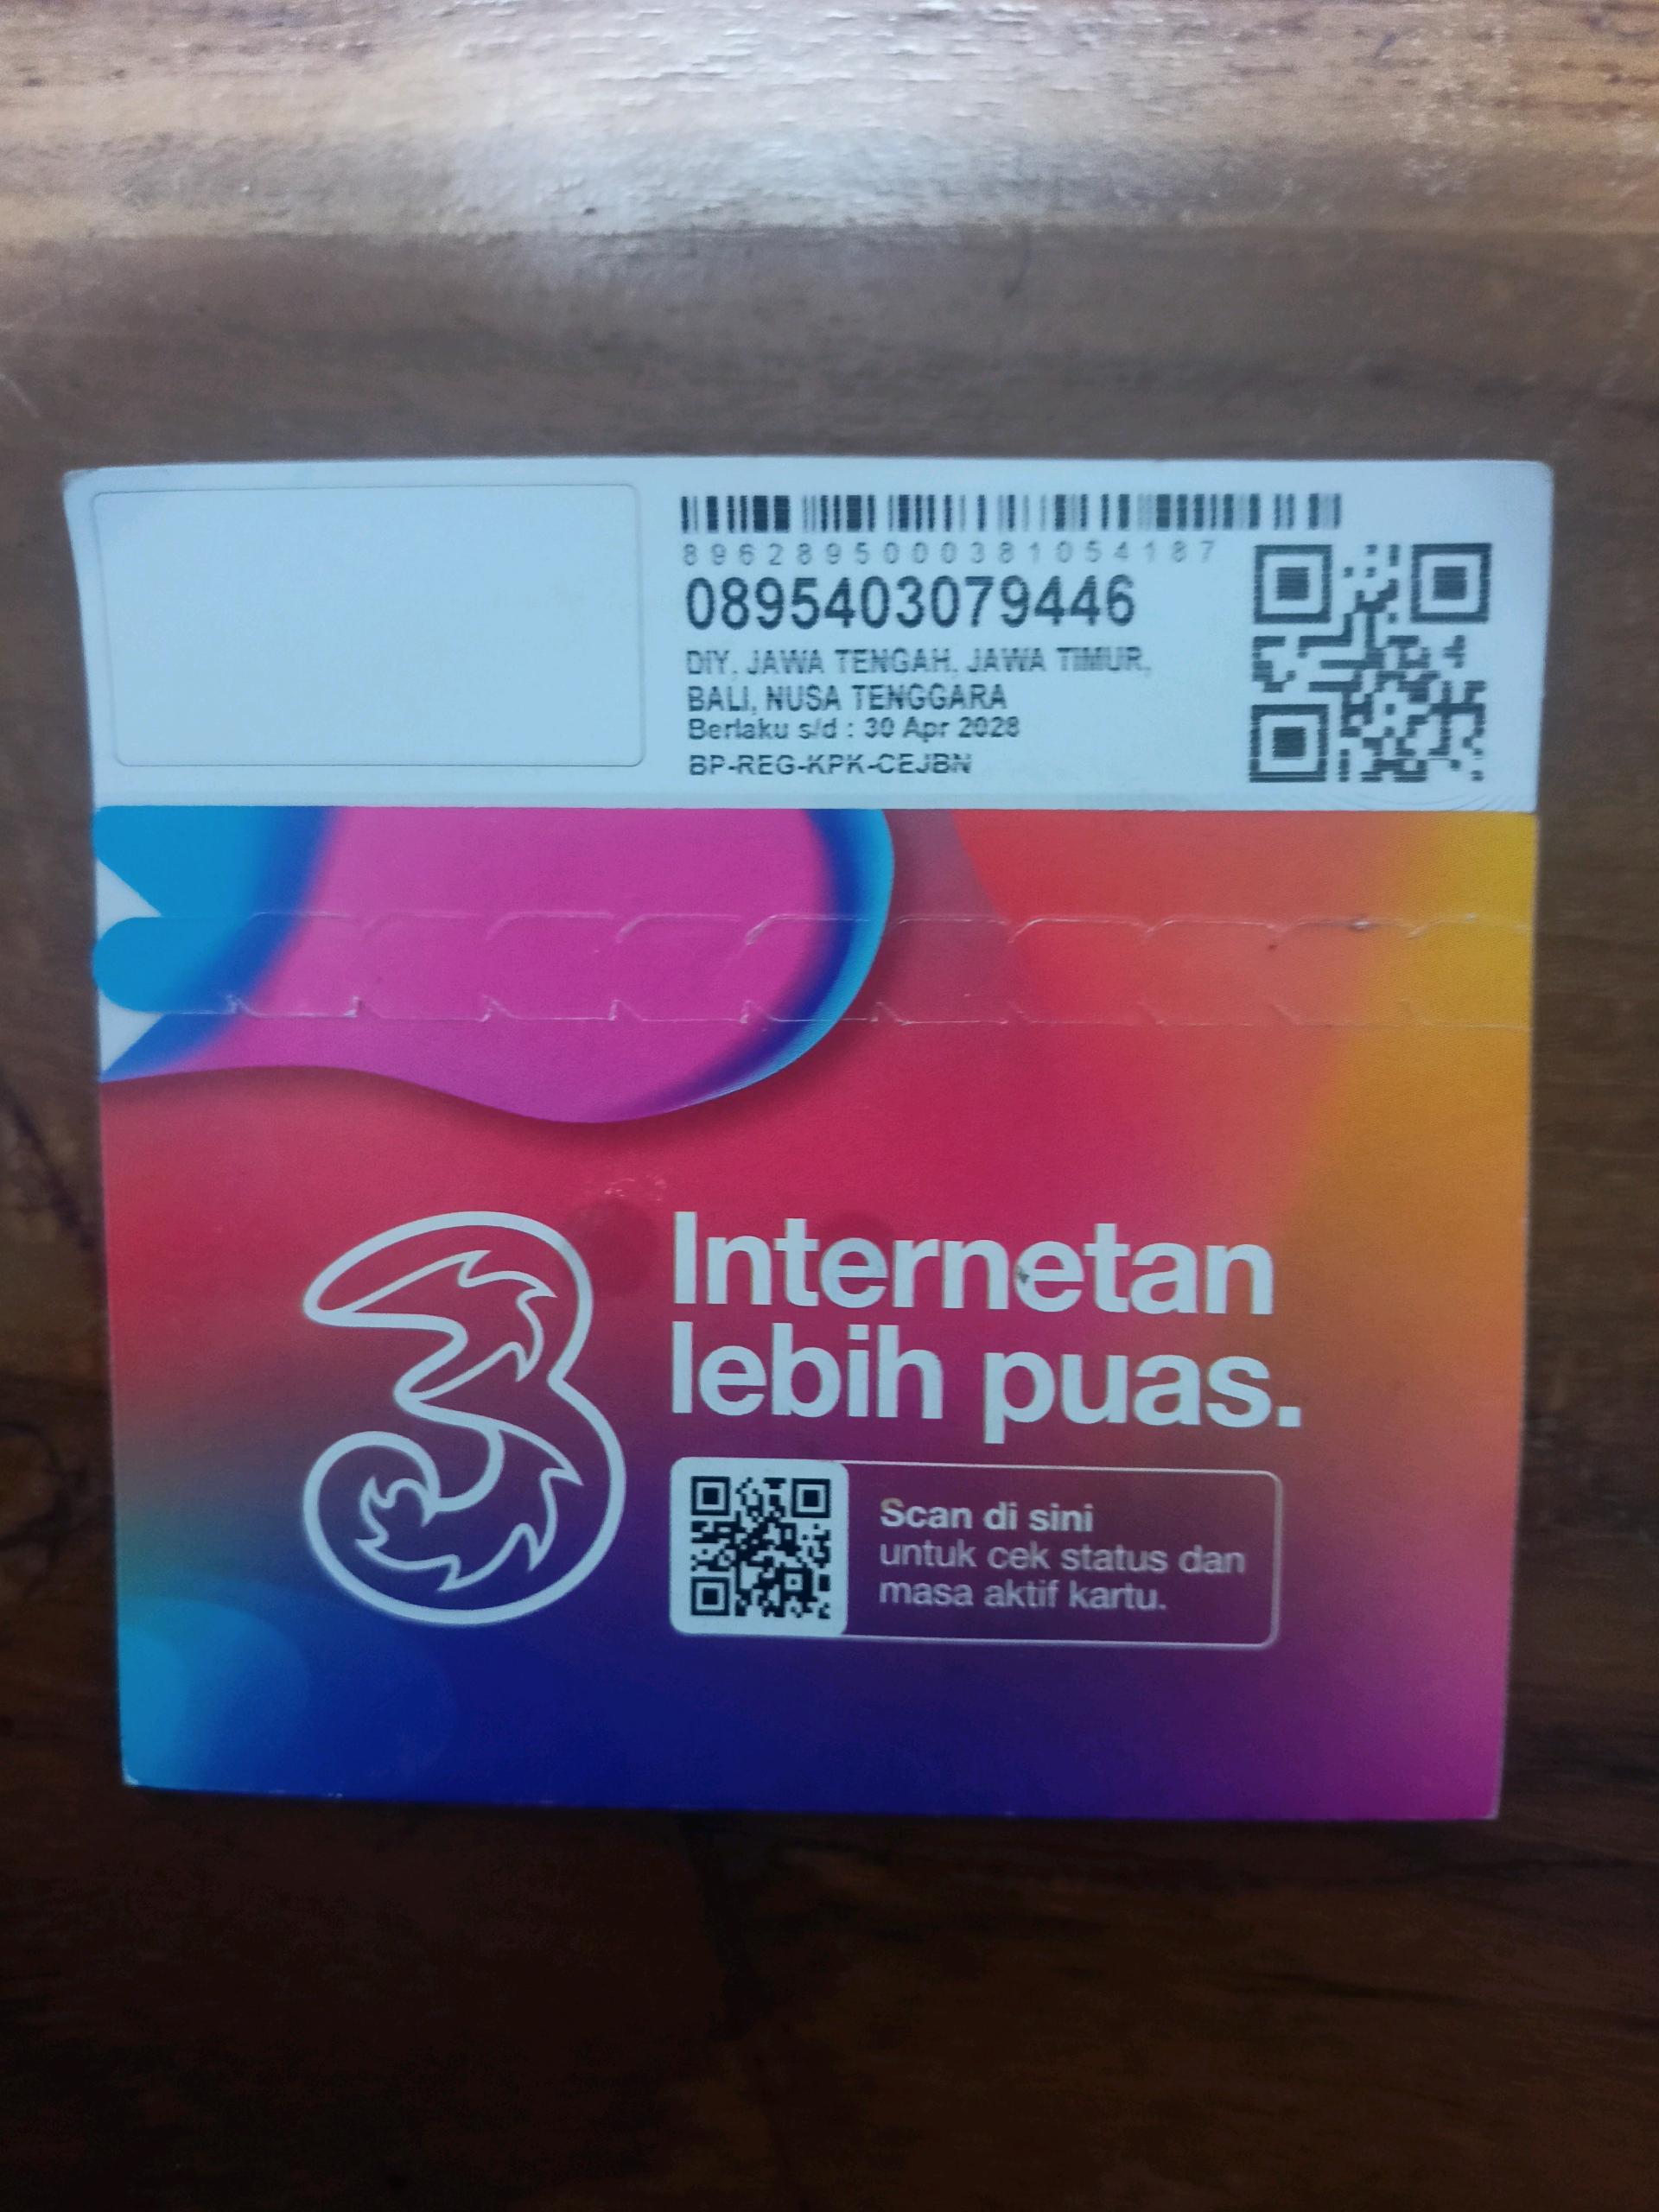 8962895000381054187
0895403079446
DIY, JAWA TENGAH, JAWA TIMUR,
BALI, NUSA TENGGARA
Berlaku s/d : 30 Apr 2028
BP-REG-KPK-CEJBN
3
Internetan
lebih puas.
Scan di sini
untuk cek status dan
masa aktif kartu.